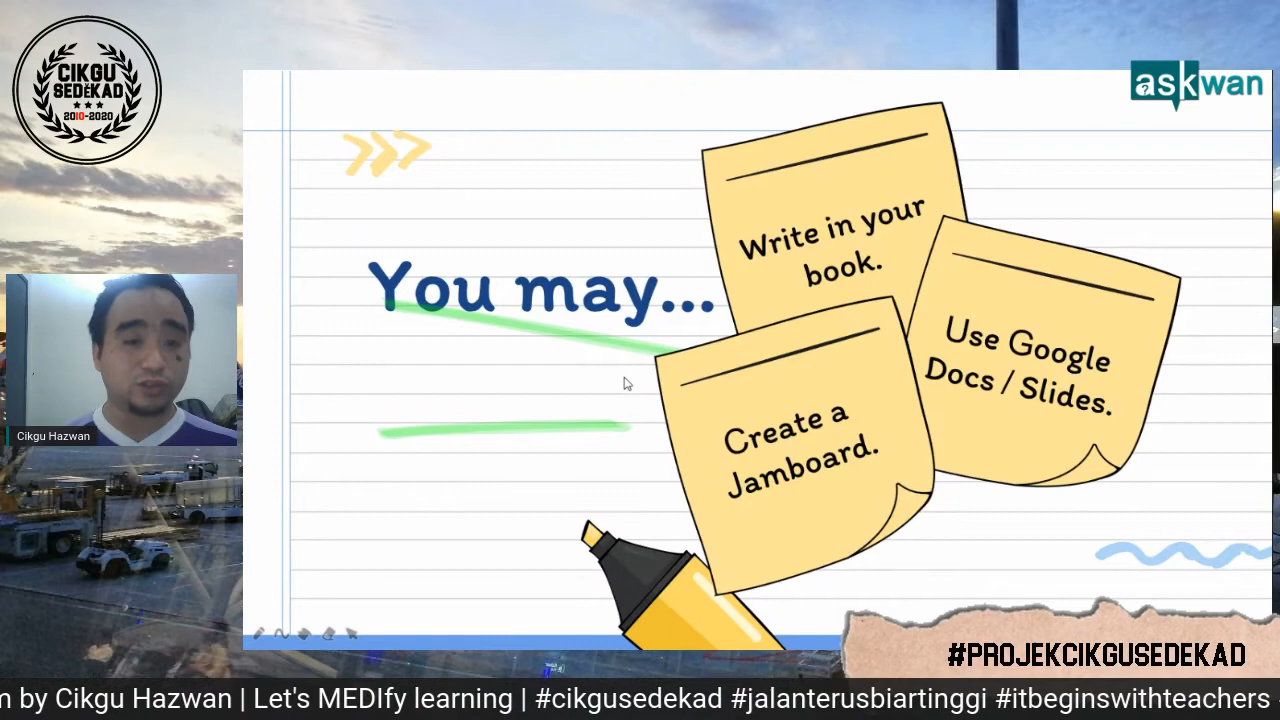 CIKGU
SEDEKAD
2010-2020
askwan
You may...
Write in your
book.
Use Google
Docs / Slides.
Create a
Jamboard.
Cikgu Hazwan
#PROJEKCIKGUSEDEKAD
by Cikgu Hazwan | Let's MEDIfy learning | #cikgusedekad #jalanterusbiartinggi #itbeginswithteachers